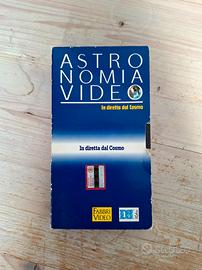 ASTRO
NOMIA
VIDEO
In diretta dal Cosmo
In diretta dal Cosmo
FABBRI
VIDEO